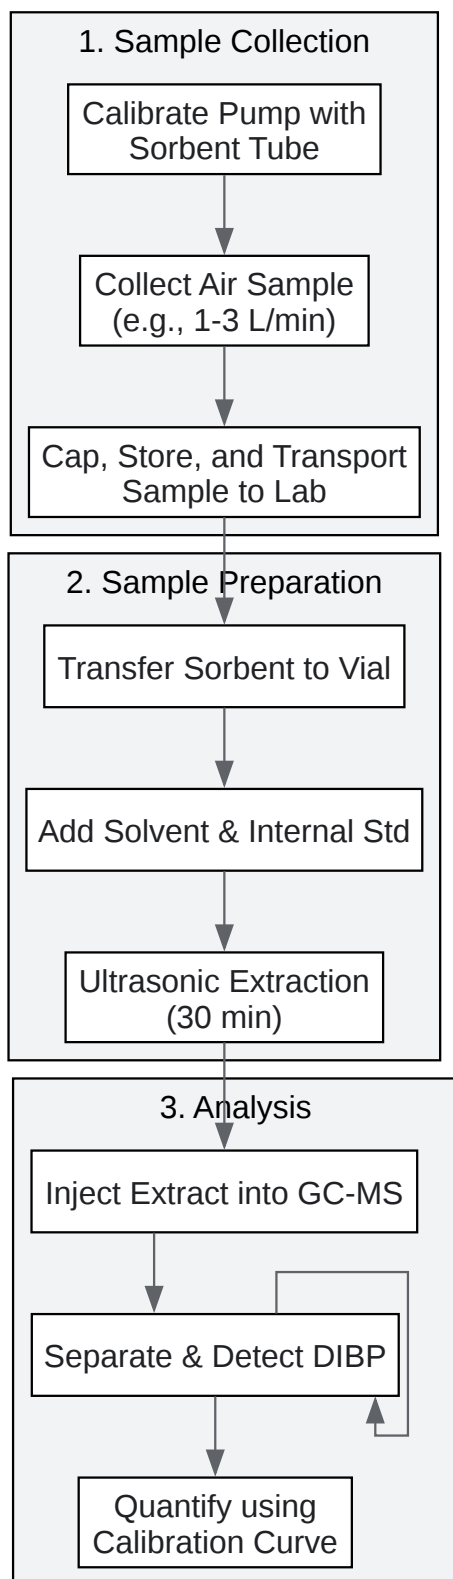 1. Sample Collection
Calibrate Pump with
Sorbent Tube
Collect Air Sample
(e.g., 1-3 L/min)
Cap, Store, and Transport
Sample to Lab
2. Sample Preparation
Transfer Sorbent to Vial
Add Solvent & Internal Std
Ultrasonic Extraction
(30 min)
3. Analysis
Inject Extract into GC-MS
Separate & Detect DIBP
Quantify using
Calibration Curve